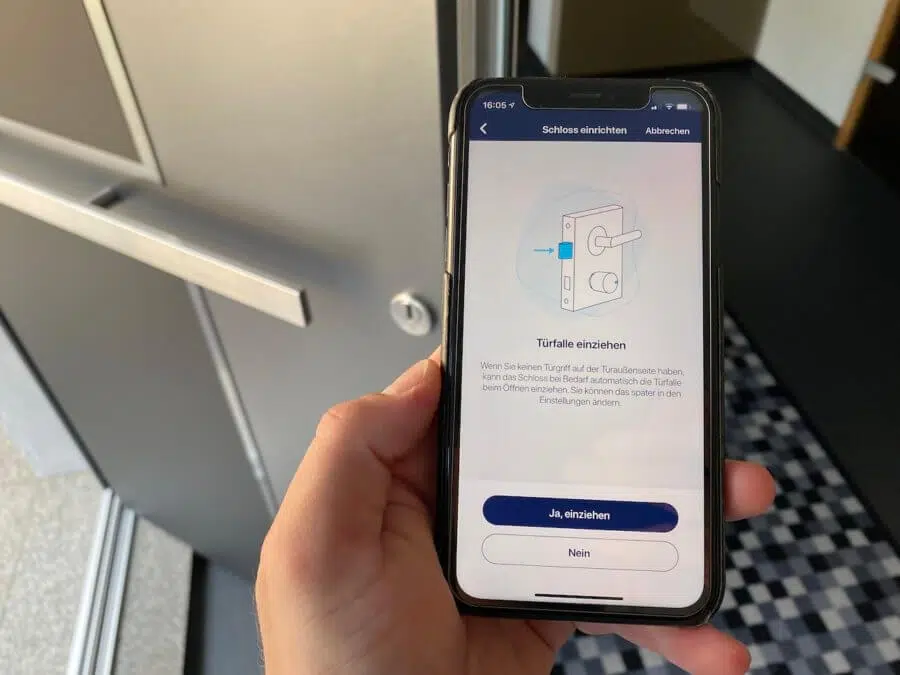 16:05
Schloss einrichten
Abbrechen
Türfalle einziehen
Wenn Sie keinen Türgriff auf der Türaußenseite haben,
kann das Schloss bei Bedarf automatisch die Türfalle
beim Öffnen einziehen. Sie können das später in den
Einstellungen ändern.
Ja, einziehen
Nein